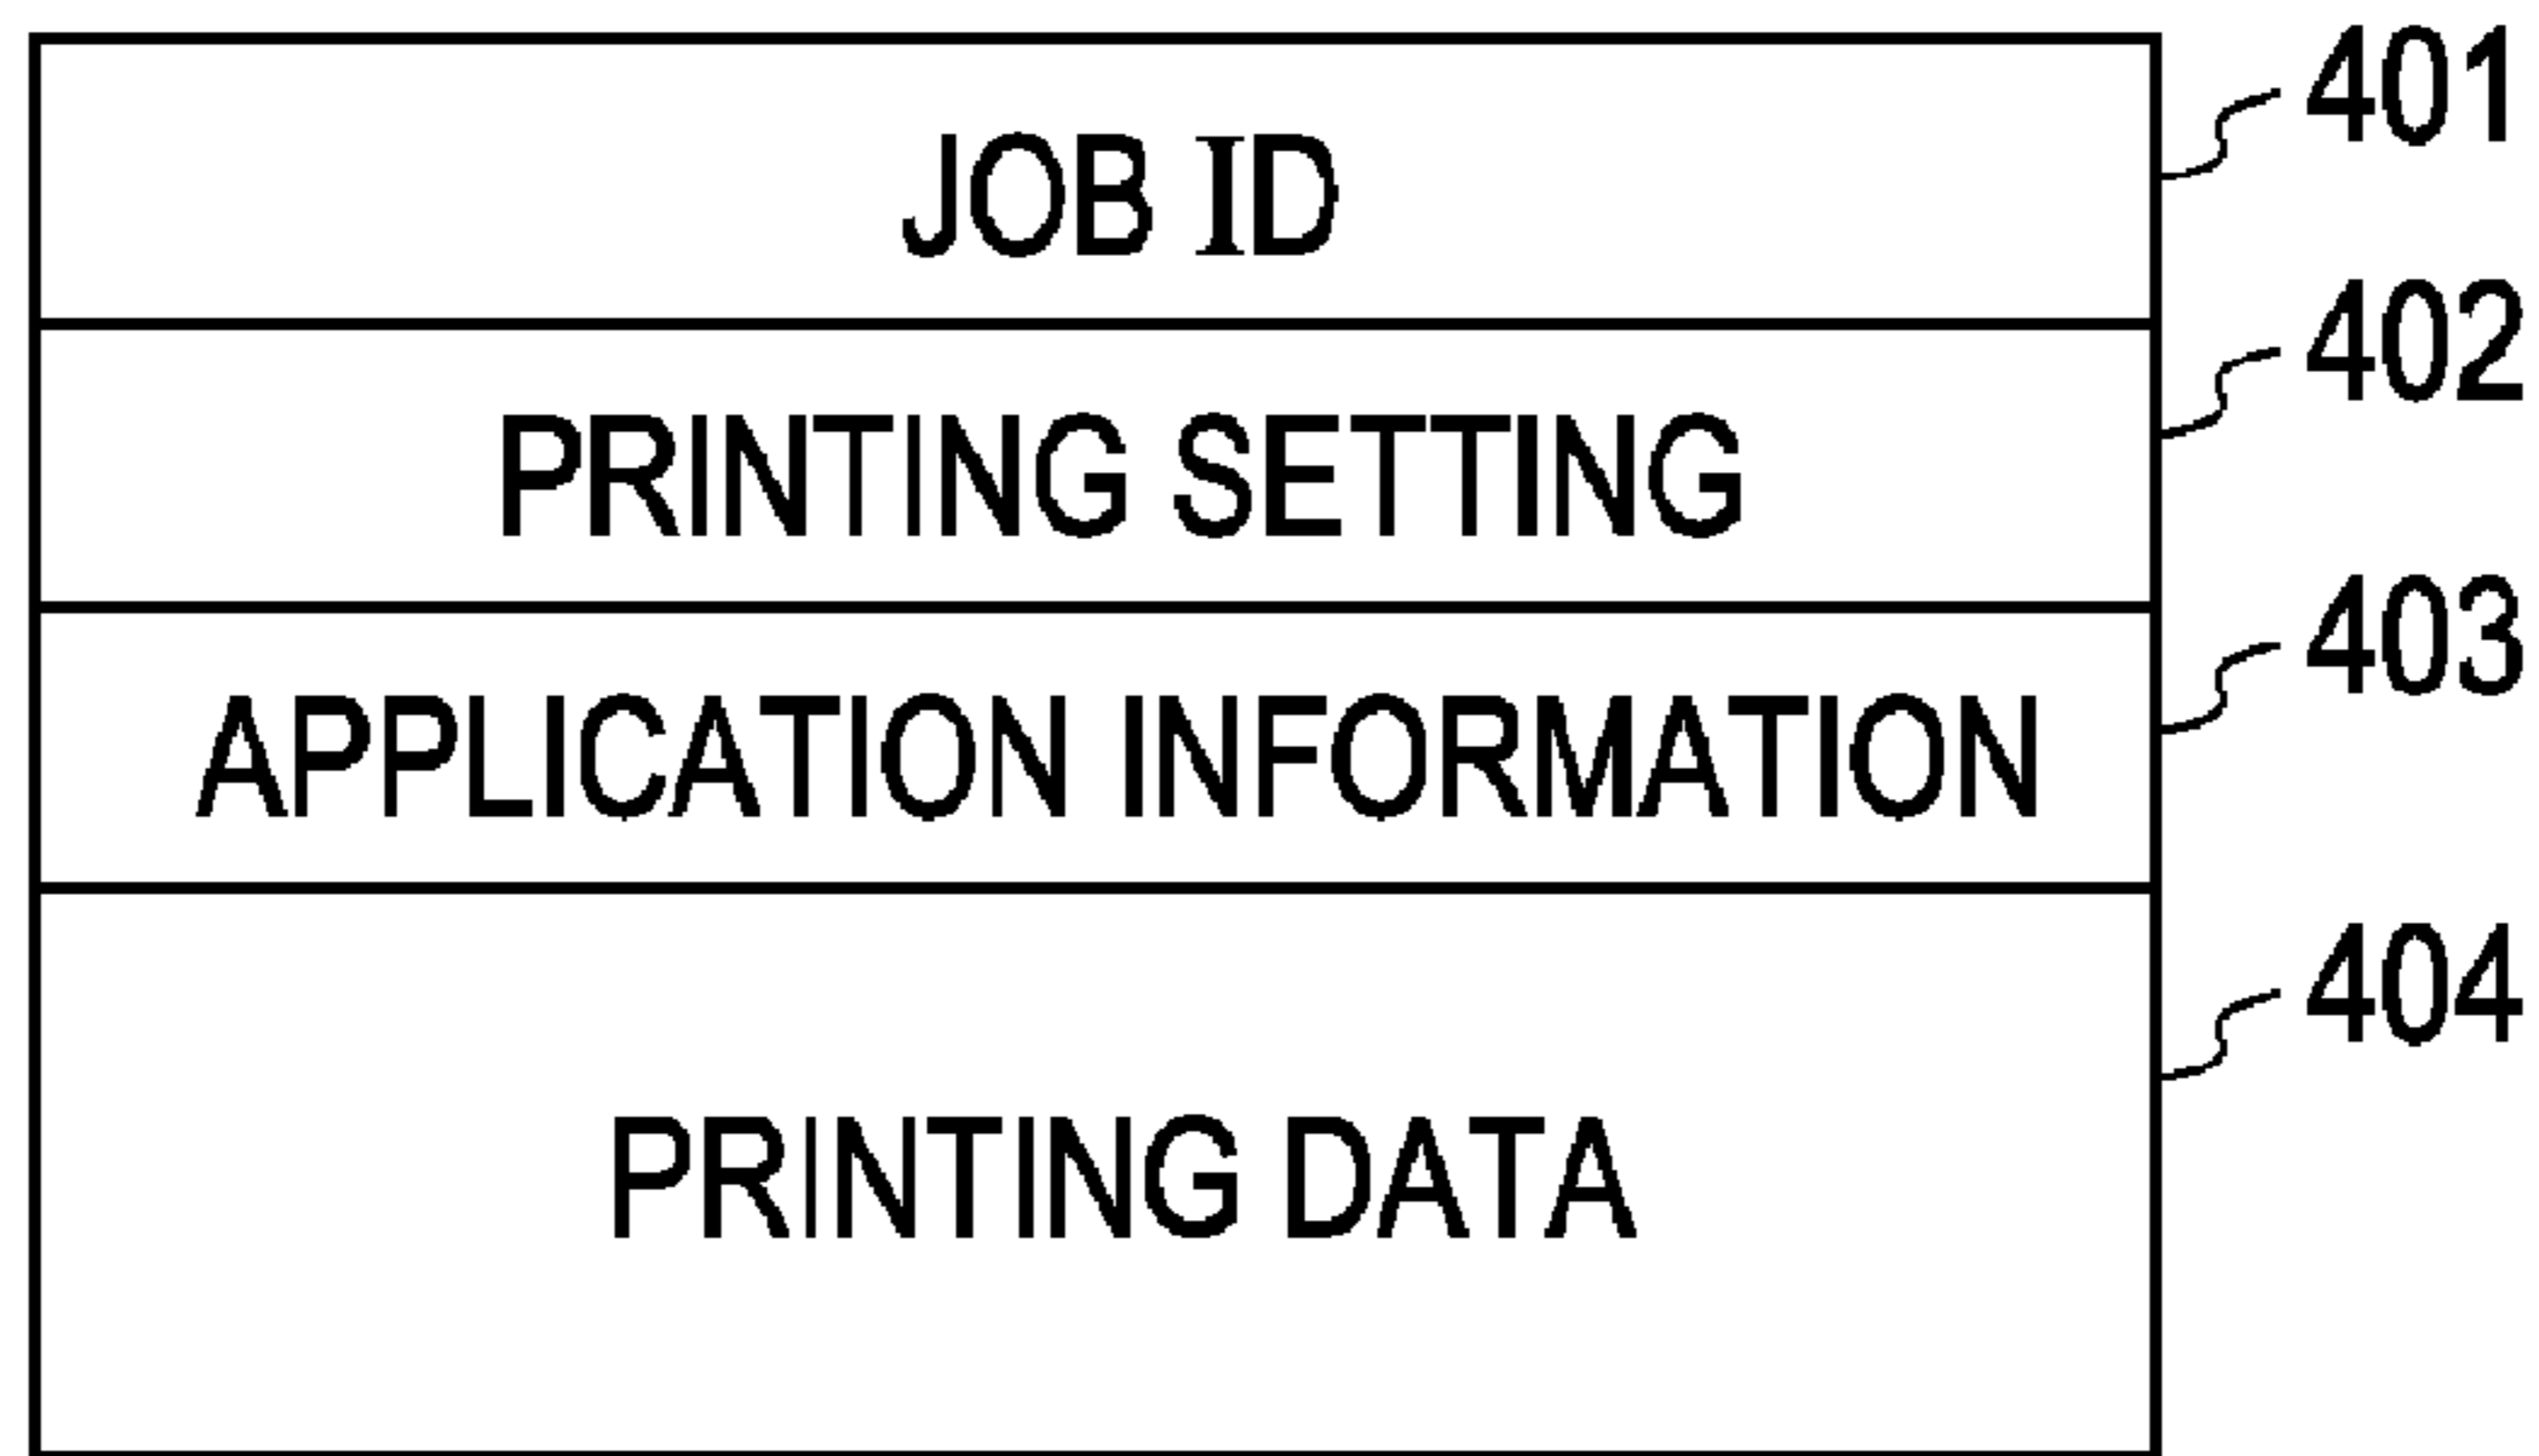 JOB ID 401
PRINTING SETTING 402
APPLICATION INFORMATION 403
PRINTING DATA 404